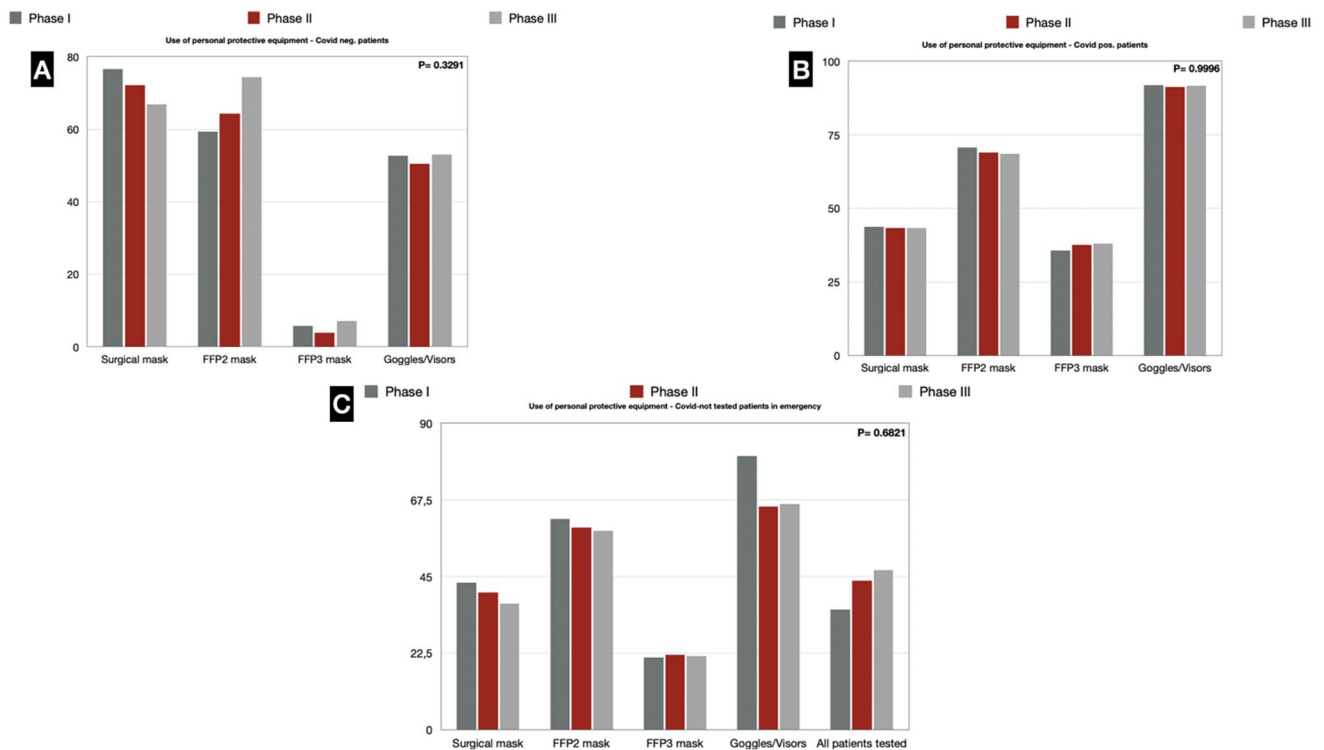 Phase I Phase II Phase III
Use of personal protective equipment - Covid neg. patients
A
P= 0.3291
80
60
40
20
0
Surgical mask FFP2 mask FFP3 mask Goggles/Visors
Phase I Phase II Phase III
Use of personal protective equipment - Covid pos. patients
B
P= 0.9996
100
75
50
25
0
Surgical mask FFP2 mask FFP3 mask Goggles/Visors
C
Phase I Phase II Phase III
Use of personal protective equipment - Covid-not tested patients in emergency
P= 0.6821
90
67,5
45
22,5
0
Surgical mask FFP2 mask FFP3 mask Goggles/Visors All patients tested